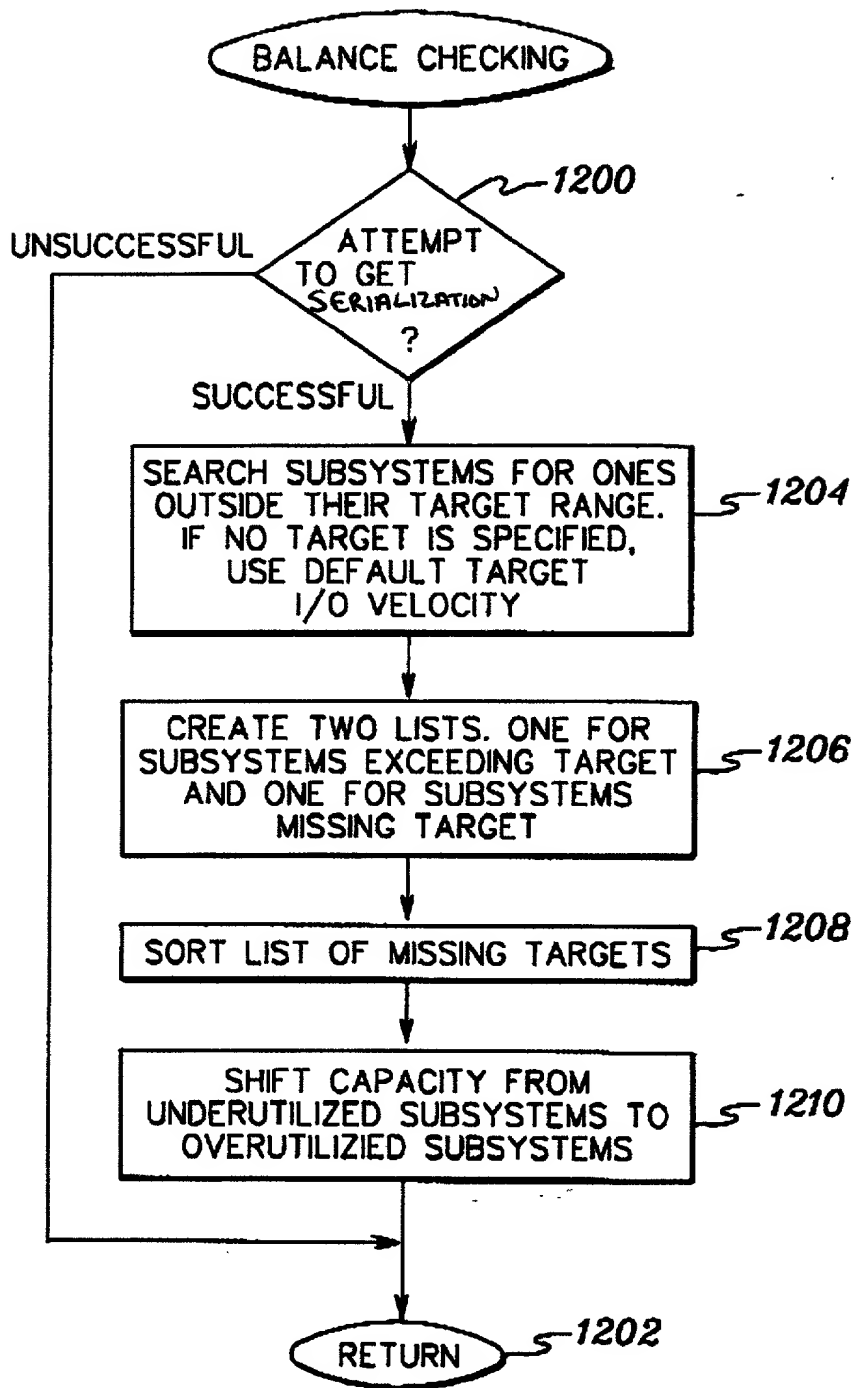 BALANCE CHECKING
1200
UNSUCCESSFUL
ATTEMPT
TO GET
SERIALIZATION
?
SUCCESSFUL
SEARCH SUBSYSTEMS FOR ONES
OUTSIDE THEIR TARGET RANGE.
IF NO TARGET IS SPECIFIED,
USE DEFAULT TARGET
I/O VELOCITY
1204
CREATE TWO LISTS. ONE FOR
SUBSYSTEMS EXCEEDING TARGET
AND ONE FOR SUBSYSTEMS
MISSING TARGET
1206
SORT LIST OF MISSING TARGETS
1208
SHIFT CAPACITY FROM
UNDERUTILIZED SUBSYSTEMS TO
OVERUTILIZIED SUBSYSTEMS
1210
RETURN
1202